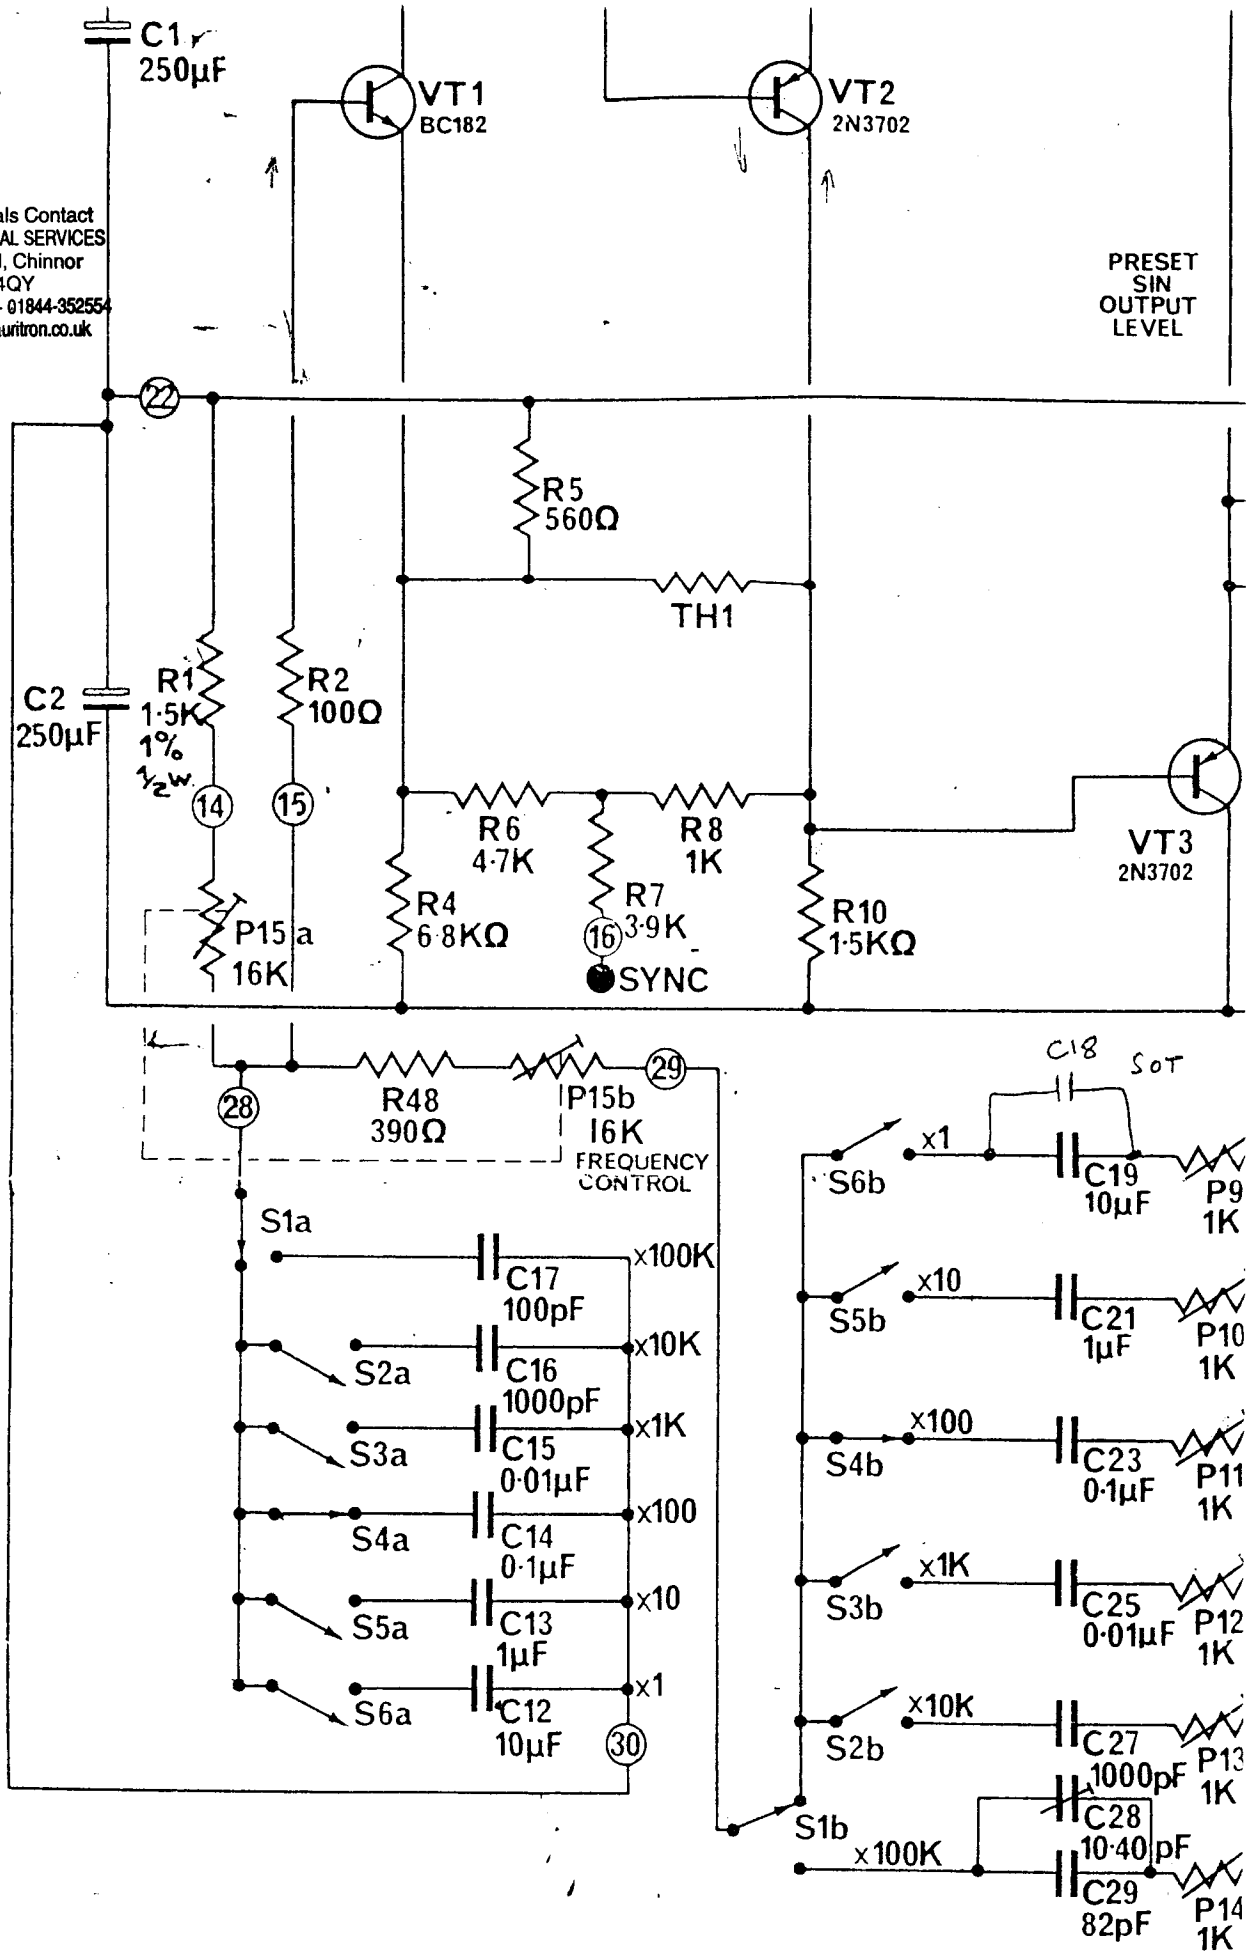 C1
250µF
VT1
BC182
VT2
2N3702
als Contact
AL SERVICES
, Chinnor
4QY
- 01844-352554
auritron.co.uk
PRESET
SIN
OUTPUT
LEVEL
22
R5
560Ω
TH1
R1
1·5K
1%
1/2 W.
R2
100Ω
C2
250µF
14
15
R6
4·7K
R8
1K
VT3
2N3702
R4
6·8KΩ
R7
3·9K
16
SYNC
R10
1·5KΩ
P15a
16K
28
R48
390Ω
P15b
16K
29
FREQUENCY
CONTROL
C18 SOT
S6b
x1
C19
10µF
P9
1K
S1a
C17
100pF
x100K
S5b
x10
C21
1µF
P10
1K
S2a
C16
1000pF
x10K
S3a
C15
0·01µF
x1K
S4b
x100
C23
0·1µF
P11
1K
S4a
C14
0·1µF
x100
S3b
x1K
C25
0·01µF
P12
1K
S5a
C13
1µF
x10
S6a
C12
10µF
x1
30
S2b
x10K
C27
1000pF
P13
1K
S1b
C28
10·40pF
x100K
C29
82pF
P14
1K